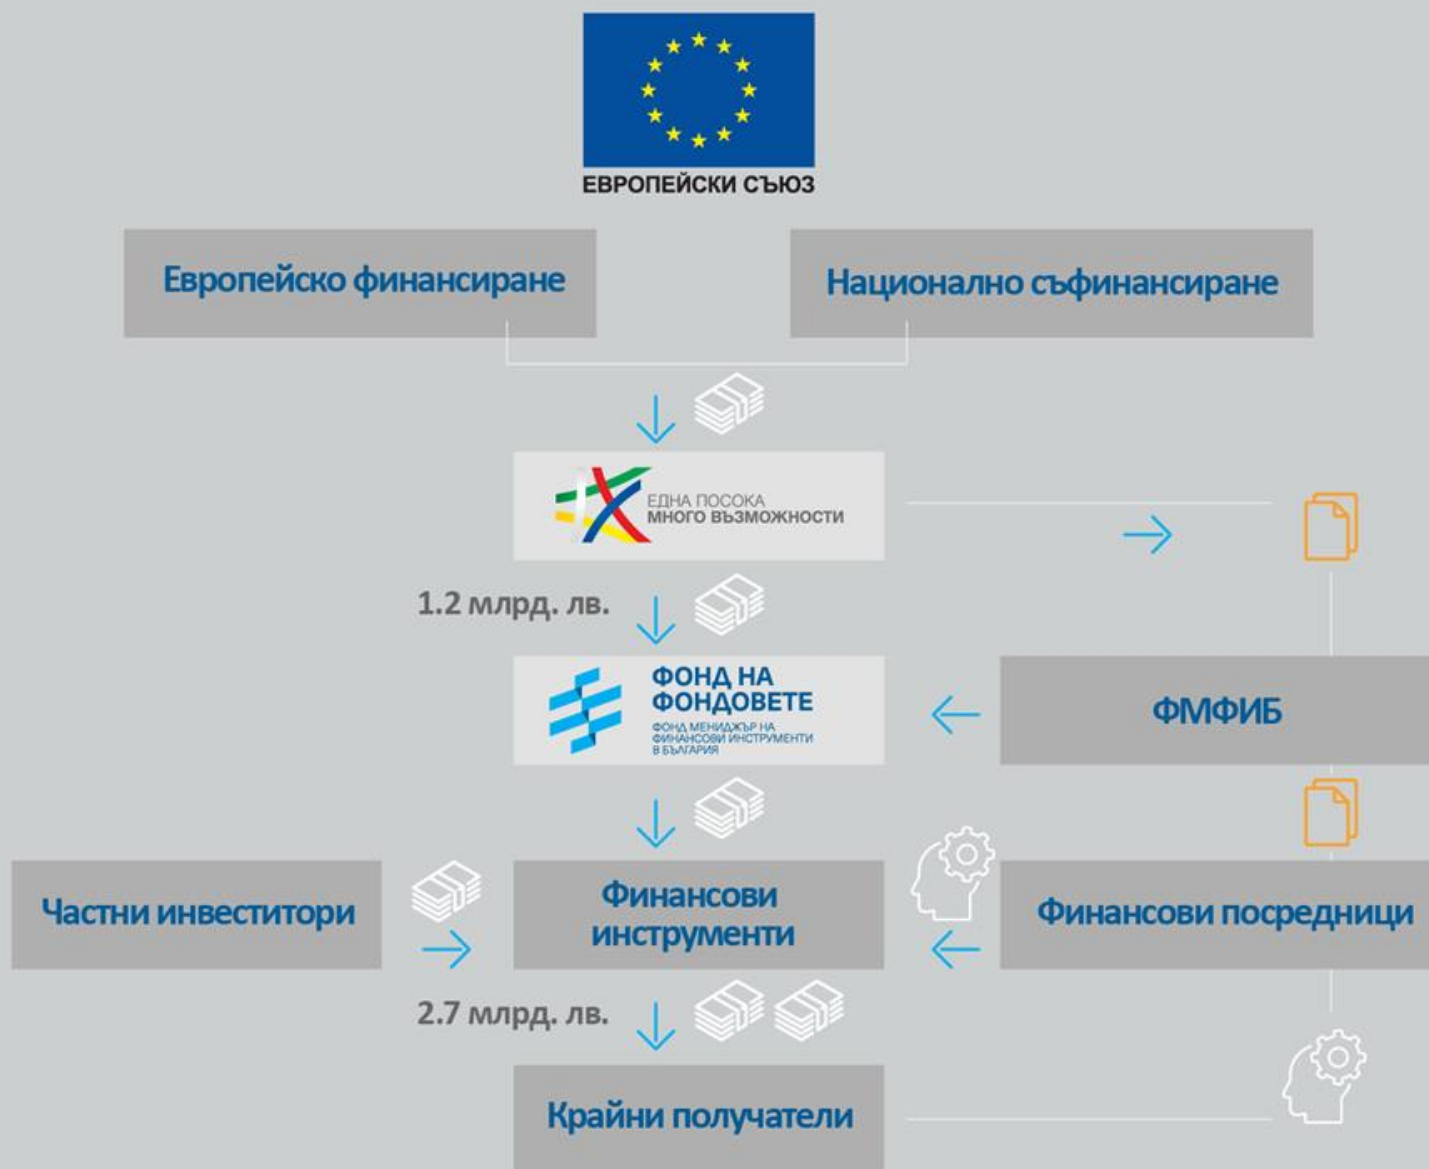 ЕВРОПЕЙСКИ СЪЮЗ
Европейско финансиране
Национално съфинансиране
ЕДНА ПОСОКА
МНОГО ВЪЗМОЖНОСТИ
1.2 млрд. лв.
ФОНД НА
ФОНДОВЕТЕ
ФОНД МЕНИДЖЪР НА
ФИНАНСОВИ ИНСТРУМЕНТИ
В БЪЛГАРИЯ
ФМФИБ
Частни инвеститори
Финансови
инструменти
Финансови посредници
2.7 млрд. лв.
Крайни получатели